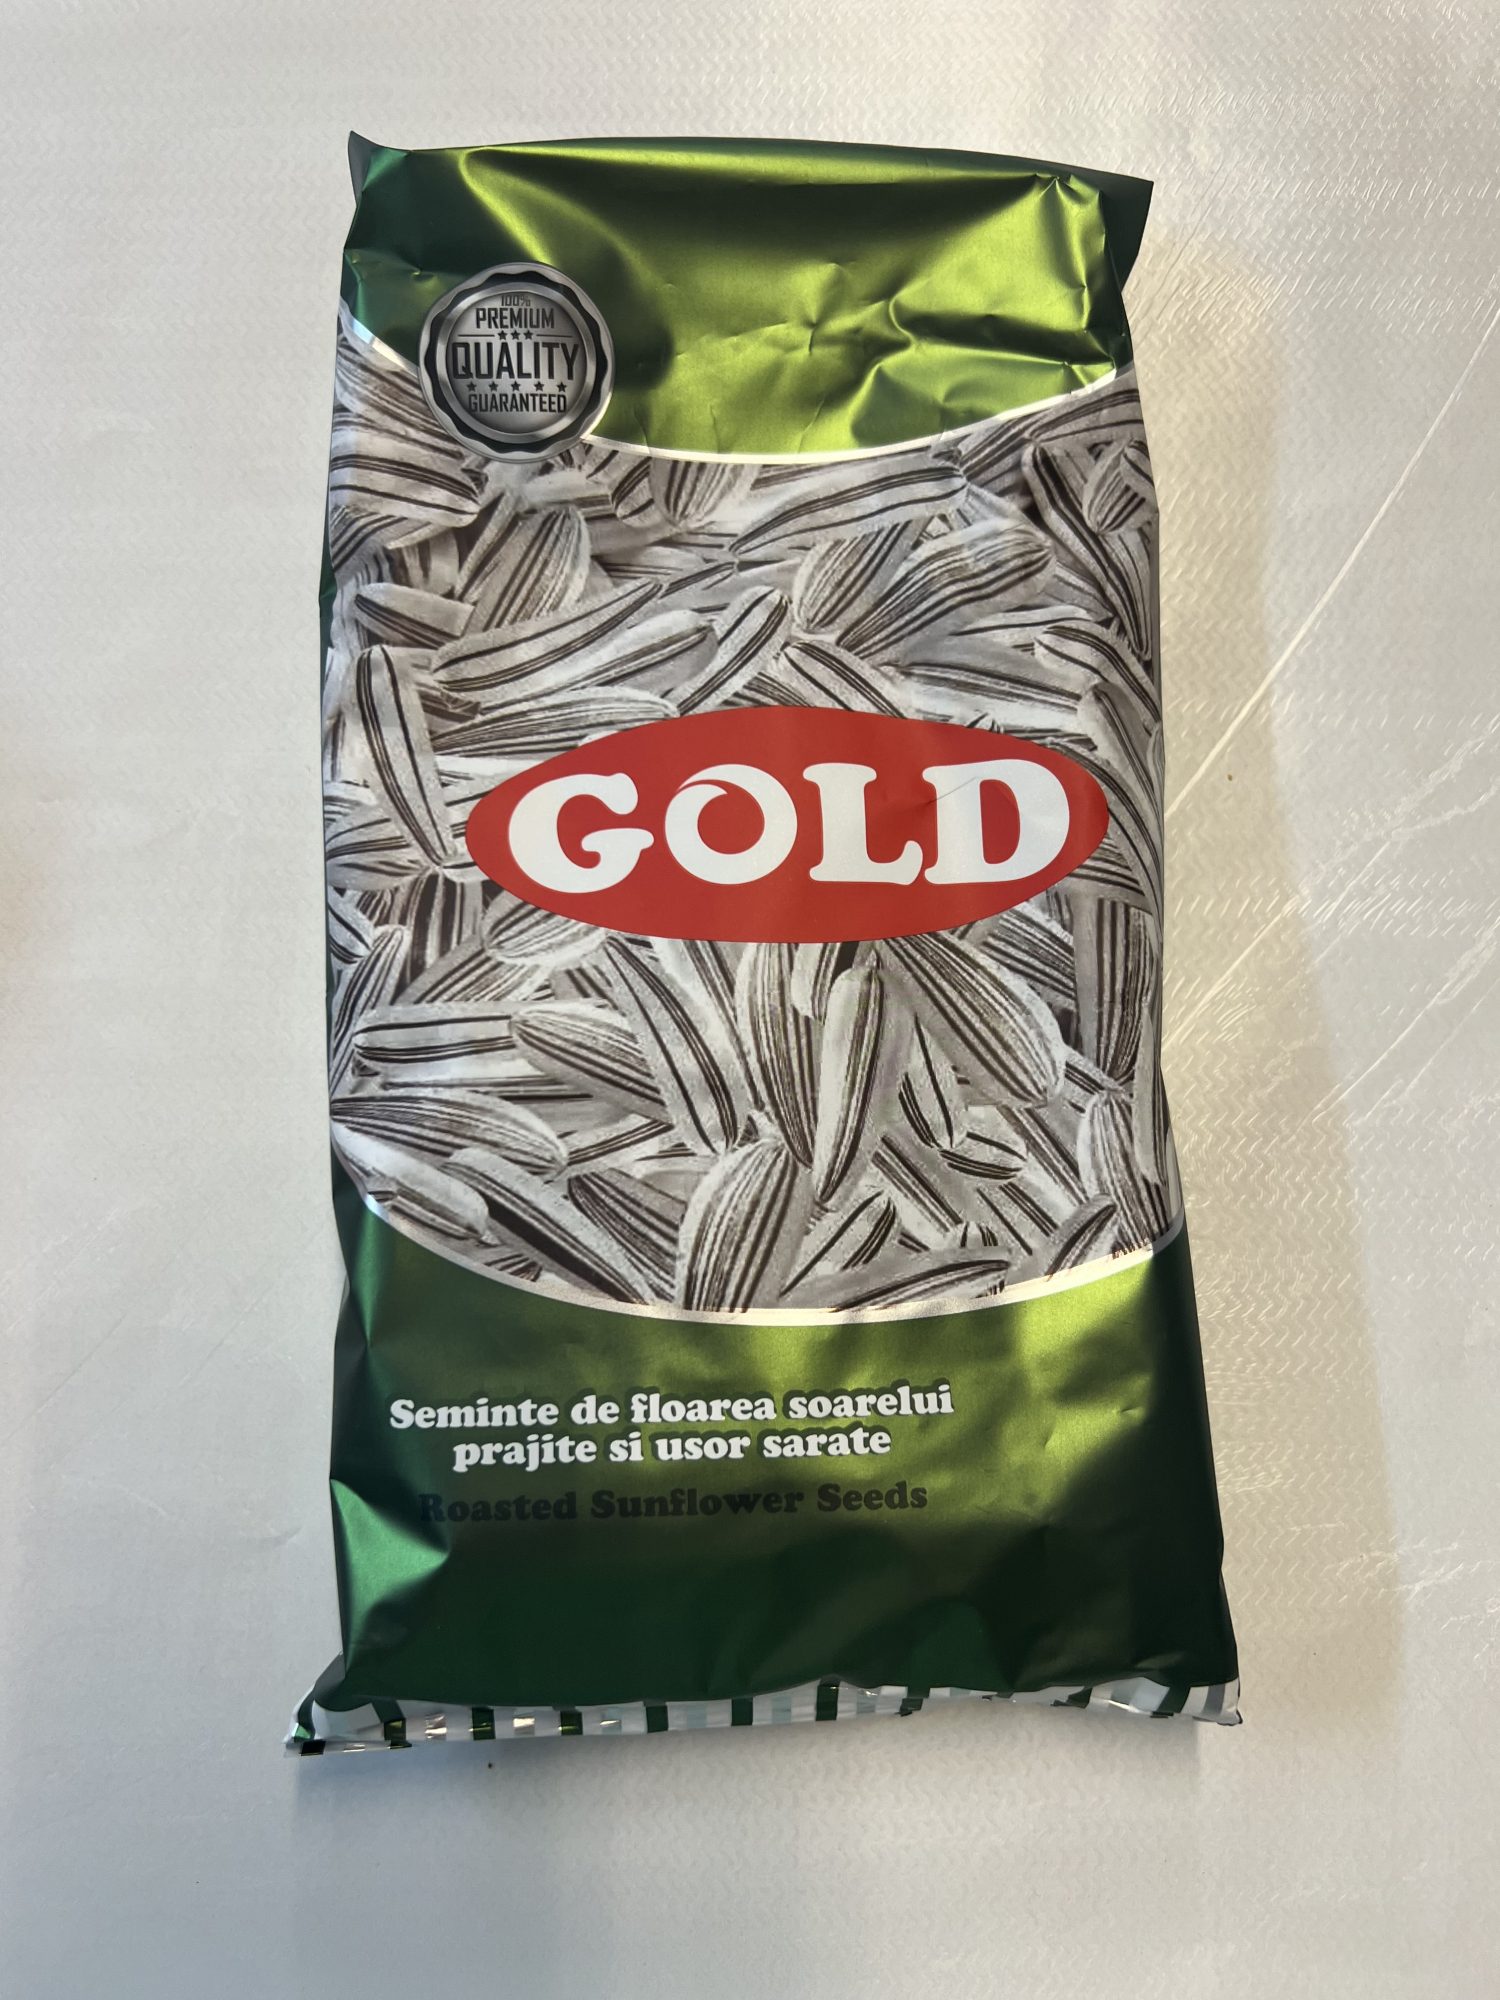 100%
PREMIUM
QUALITY
GUARANTEED
GOLD
Seminte de floarea soarelui
prajite si usor sarate
Roasted Sunflower Seeds